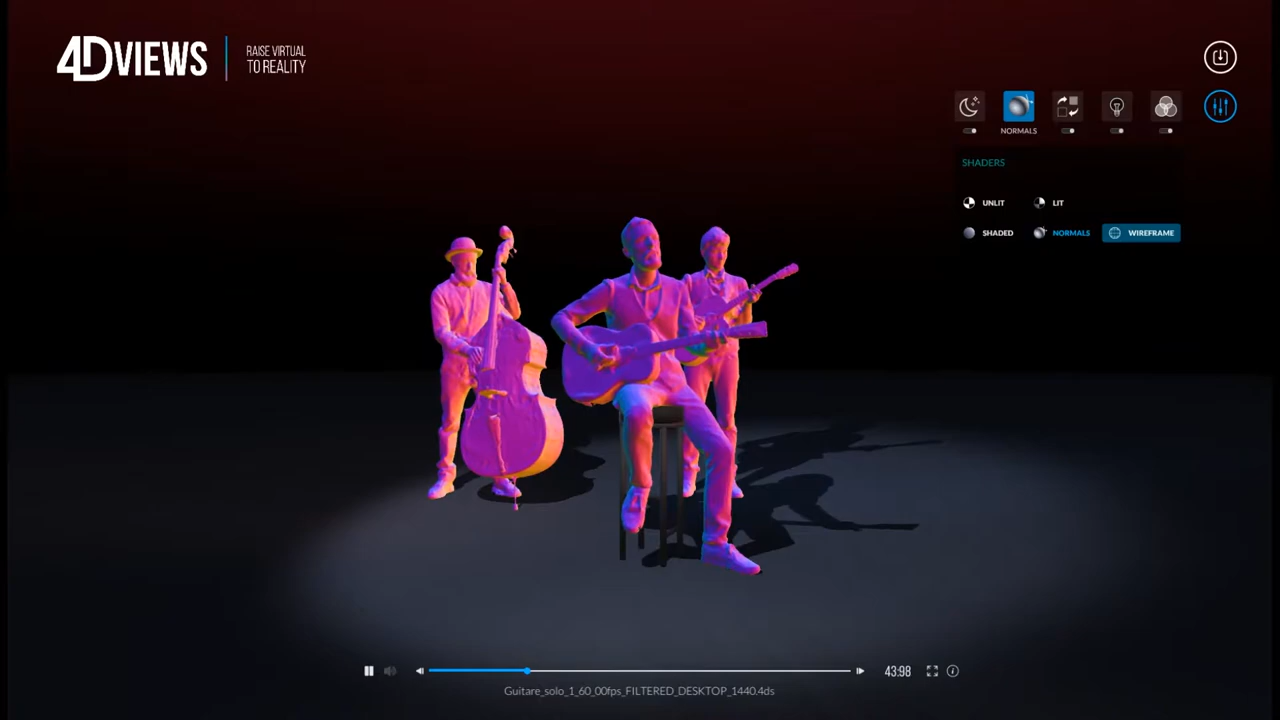 4DVIEWS
RAISE VIRTUAL
TO REALITY
NORMALS
SHADERS
UNLIT LIT
SHADED NORMALS WIREFRAME
43:98
Guitare_solo_1_60_00fps_FILTERED_DESKTOP_1440.4ds